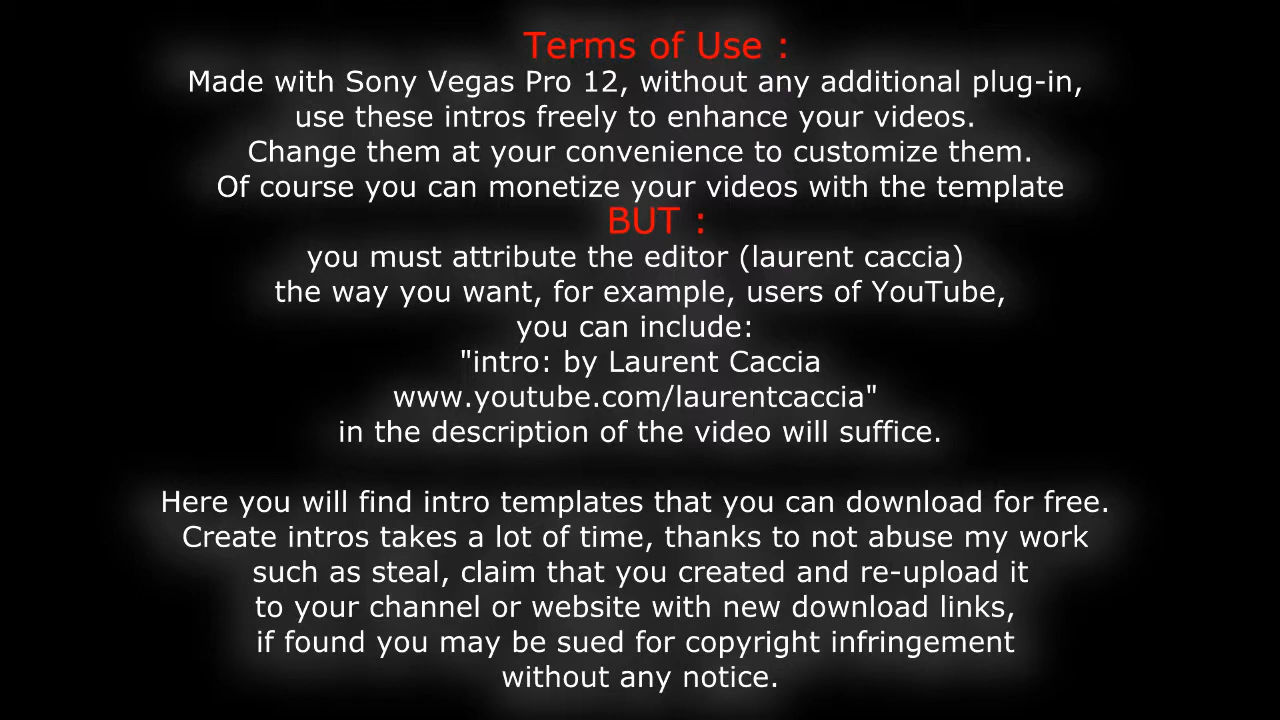 Terms of Use :
Made with Sony Vegas Pro 12, without any additional plug-in,
use these intros freely to enhance your videos.
Change them at your convenience to customize them.
Of course you can monetize your videos with the template
BUT :
you must attribute the editor (laurent caccia)
the way you want, for example, users of YouTube,
you can include:
"intro: by Laurent Caccia
www.youtube.com/laurentcaccia"
in the description of the video will suffice.
Here you will find intro templates that you can download for free.
Create intros takes a lot of time, thanks to not abuse my work
such as steal, claim that you created and re-upload it
to your channel or website with new download links,
if found you may be sued for copyright infringement
without any notice.